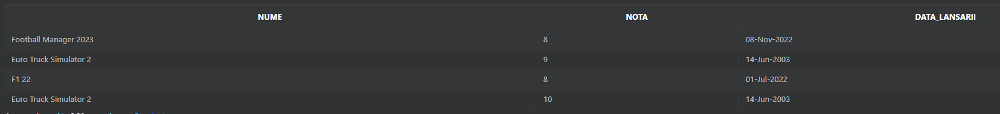 NUME NOTA DATA_LANSARII
Football Manager 2023 8 08-Nov-2022
Euro Truck Simulator 2 9 14-Jun-2003
F1 22 8 01-Jul-2022
Euro Truck Simulator 2 10 14-Jun-2003